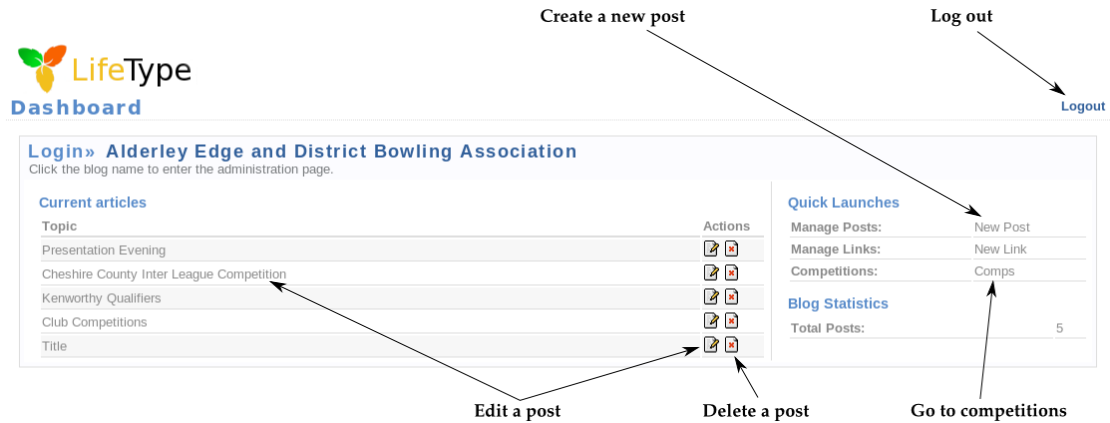 Create a new post
Log out
LifeType
Dashboard
Logout
Login» Alderley Edge and District Bowling Association
Click the blog name to enter the administration page.
Current articles
Topic Actions
Presentation Evening
Cheshire County Inter League Competition
Kenworthy Qualifiers
Club Competitions
Title
Quick Launches
Manage Posts: New Post
Manage Links: New Link
Competitions: Comps
Blog Statistics
Total Posts: 5
Edit a post
Delete a post
Go to competitions